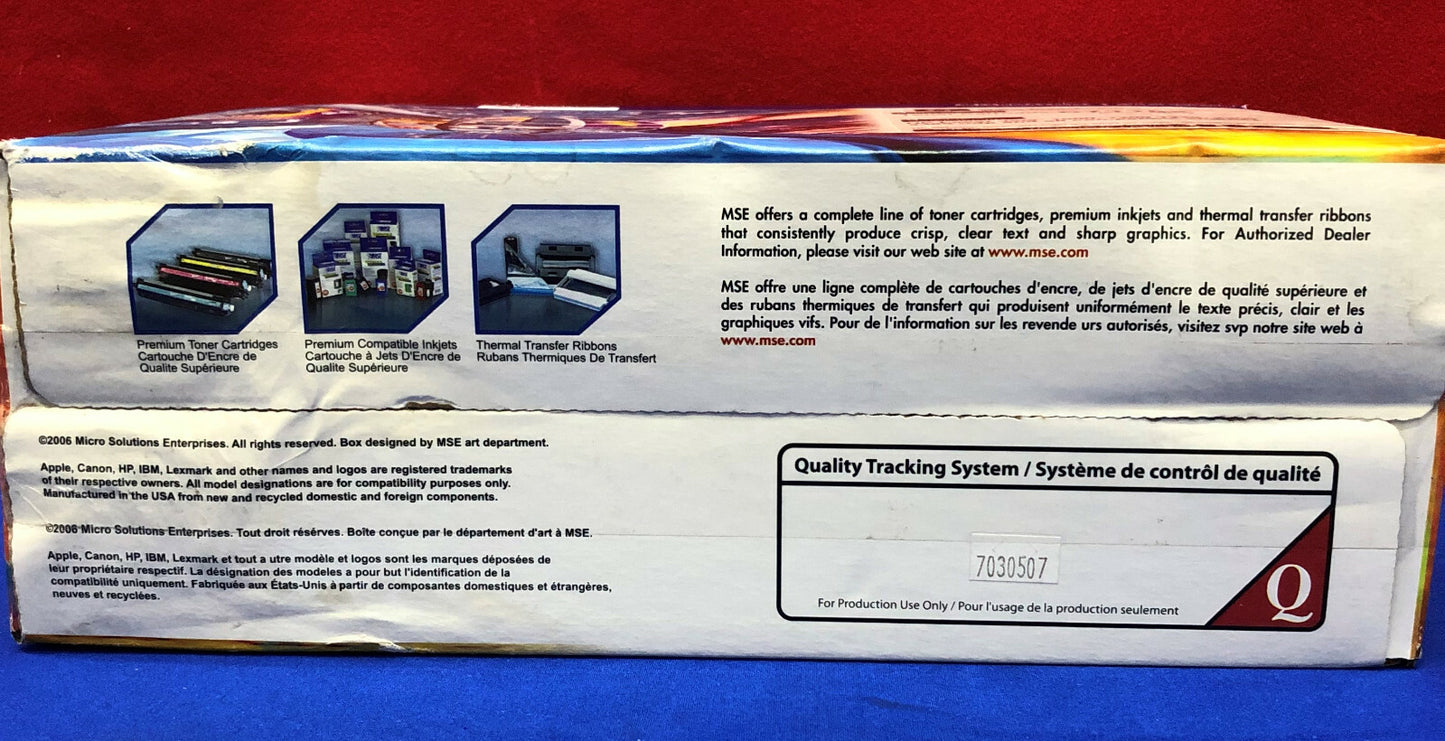 Premium Toner Cartridges
Cartouche D'Encre de
Qualite Supérieure
Premium Compatible Inkjets
Cartouche à Jets D'Encre de
Qualite Supérieure
Thermal Transfer Ribbons
Rubans Thermiques De Transfert
MSE offers a complete line of toner cartridges, premium inkjets and thermal transfer ribbons
that consistently produce crisp, clear text and sharp graphics. For Authorized Dealer
Information, please visit our web site at www.mse.com
MSE offre une ligne complète de cartouches d'encre, de jets d'encre de qualité supérieure et
des rubans thermiques de transfert qui produisent uniformément le texte précis, clair et les
graphiques vifs. Pour de l'information sur les revende urs autorisés, visitez svp notre site web à
www.mse.com
©2006 Micro Solutions Enterprises. All rights reserved. Box designed by MSE art department.
Apple, Canon, HP, IBM, Lexmark and other names and logos are registered trademarks
of their respective owners. All model designations are for compatibility purposes only.
Manufactured in the USA from new and recycled domestic and foreign components.
©2006 Micro Solutions Enterprises. Tout droit résérves. Boîte conçue par le département d'art à MSE.
Apple, Canon, HP, IBM, Lexmark et tout a utre modèle et logos sont les marques déposées de
leur propriétaire respectif. La désignation des modeles a pour but l'identification de la
compatibilité uniquement. Fabriquée aux États-Unis à partir de composantes domestiques et étrangères,
neuves et recyclées.
Quality Tracking System / Système de contrôl de qualité
7030507
For Production Use Only / Pour l'usage de la production seulement
Q